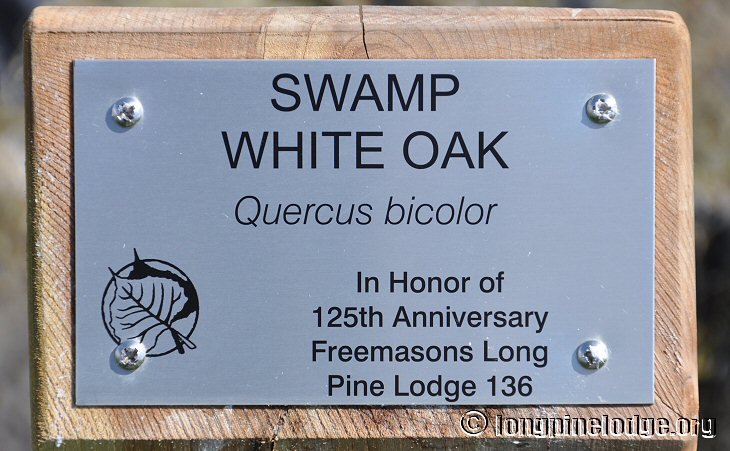 SWAMP
WHITE OAK
Quercus bicolor
In Honor of
125th Anniversary
Freemasons Long
Pine Lodge 136
© longpinelodge.org